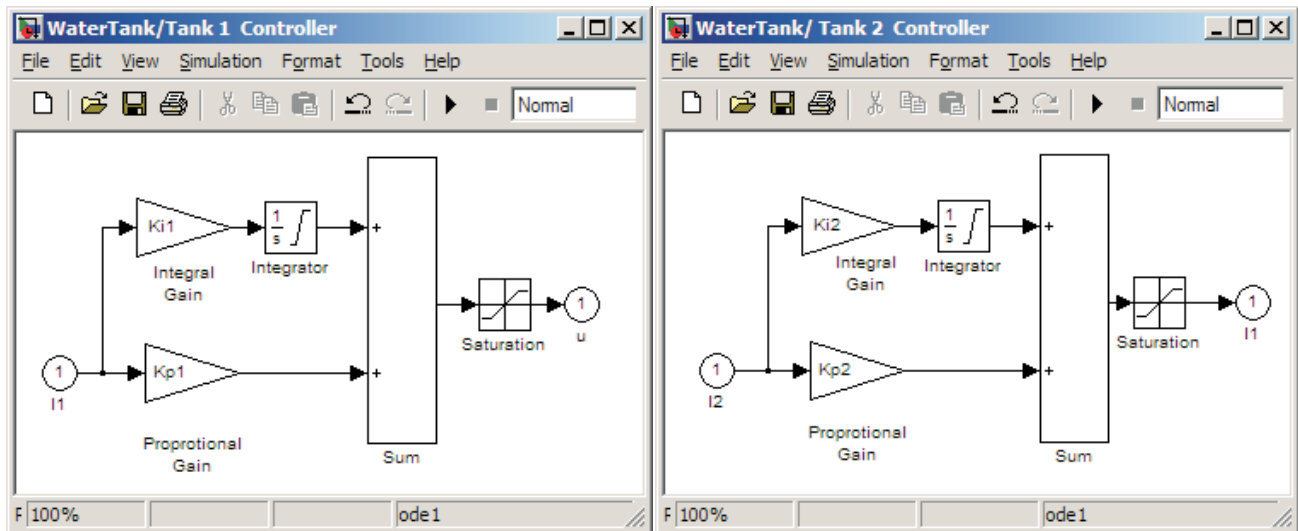 WaterTank/Tank 1 Controller
File Edit View Simulation Format Tools Help
Normal
Ki1
1
s
Integral
Gain
Integrator
+
Saturation
1
u
1
I1
Kp1
+
Proprotional
Gain
Sum
100%
ode1
WaterTank/ Tank 2 Controller
File Edit View Simulation Format Tools Help
Normal
Ki2
1
s
Integral
Gain
Integrator
+
Saturation
1
I1
1
I2
Kp2
+
Proprotional
Gain
Sum
F 100%
ode1